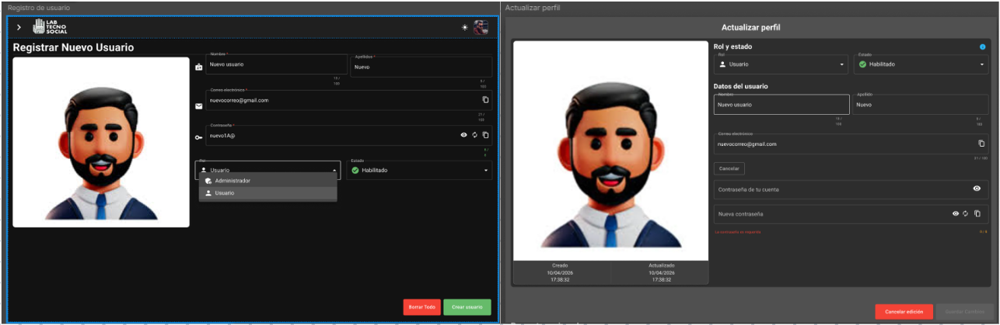 Registro de usuario
LAB
TECNO
SOCIAL
Registrar Nuevo Usuario
Nombre *
Nuevo usuario
13 /
100
Apellidos *
Nuevo
5 /
100
Correo electrónico *
nuevocorreo@gmail.com
21 /
100
Contraseña *
nuevo1A@
8 /
8
Rol
Usuario
Administrador
Usuario
Estado
Habilitado
Borrar Todo
Crear usuario
Actualizar perfil
Actualizar perfil
Rol y estado
Rol
Usuario
Estado
Habilitado
Datos del usuario
Nombre
Nuevo usuario
13 /
100
Apellido
Nuevo
5 /
100
Correo electrónico
nuevocorreo@gmail.com
21 / 100
Cancelar
Contraseña de tu cuenta
Nueva contraseña
La contraseña es requerida
0 / 8
Creado
10/04/2026
17:38:32
Actualizado
10/04/2026
17:38:32
Cancelar edición
Guardar Cambios